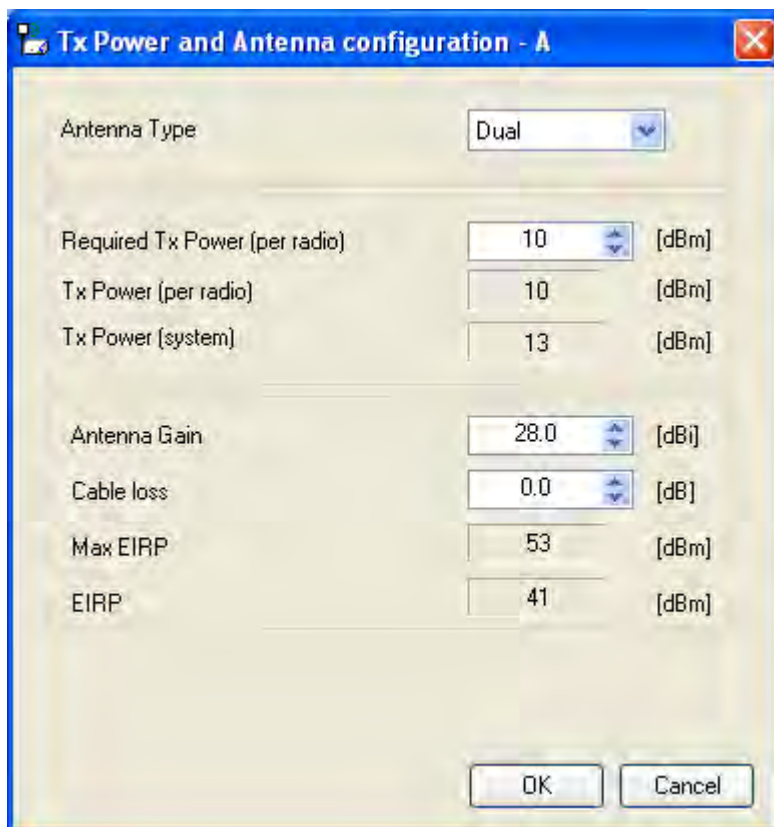 Tx Power and Antenna configuration - A
Antenna Type Dual
Required Tx Power (per radio) 10 [dBm]
Tx Power (per radio) 10 [dBm]
Tx Power (system) 13 [dBm]
Antenna Gain 28.0 [dBi]
Cable loss 0.0 [dB]
Max EIRP 53 [dBm]
EIRP 41 [dBm]
OK Cancel